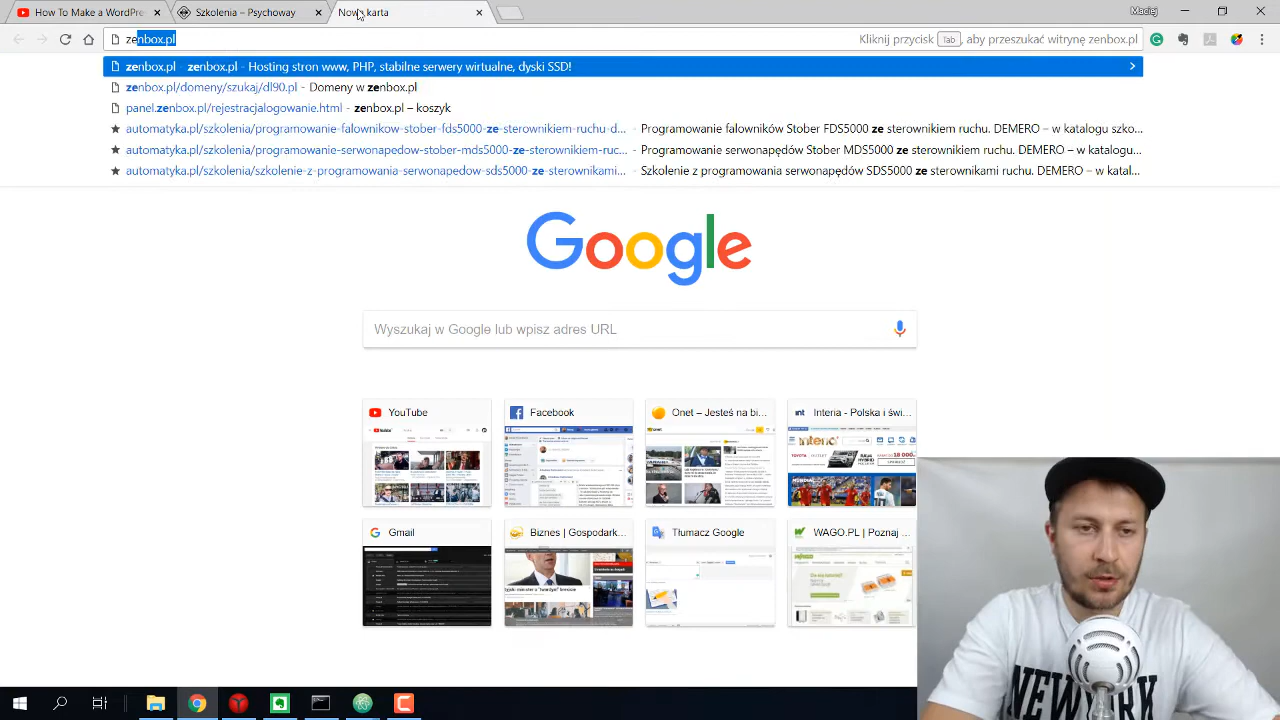 How To Make a WordPre
Szkolenia – Psychoway
Nowa karta
Maciej
zenbox.pl
Kliknij przycisk Tab, aby przeszukać witrynę zenbox.pl
zenbox.pl - zenbox.pl - Hosting stron www, PHP, stabilne serwery wirtualne, dyski SSD!
zenbox.pl/domeny/szukaj/dl90.pl - Domeny w zenbox.pl
panel.zenbox.pl/rejestracjalogowanie.html - zenbox.pl – koszyk
automatyka.pl/szkolenia/programowanie-falownikow-stober-fds5000-ze-sterownikiem-ruchu-d... - Programowanie falowników Stober FDS5000 ze sterownikiem ruchu. DEMERO – w katalogu szko...
automatyka.pl/szkolenia/programowanie-serwonapedow-stober-mds5000-ze-sterownikiem-ruc... - Programowanie serwonapędów Stober MDS5000 ze sterownikiem ruchu. DEMERO – w katalogu...
automatyka.pl/szkolenia/szkolenie-z-programowania-serwonapedow-sds5000-ze-sterownikami... - Szkolenie z programowania serwonapędów SDS5000 ze sterownikami ruchu. DEMERO – w katal...
Google
Wyszukaj w Google lub wpisz adres URL
YouTube
Facebook
Onet – Jesteś na bi...
Interia - Polska i świ...
Gmail
Biznes | Gospodark...
Tłumacz Google
WAGO PL | Poznaj ...
NEW YORK